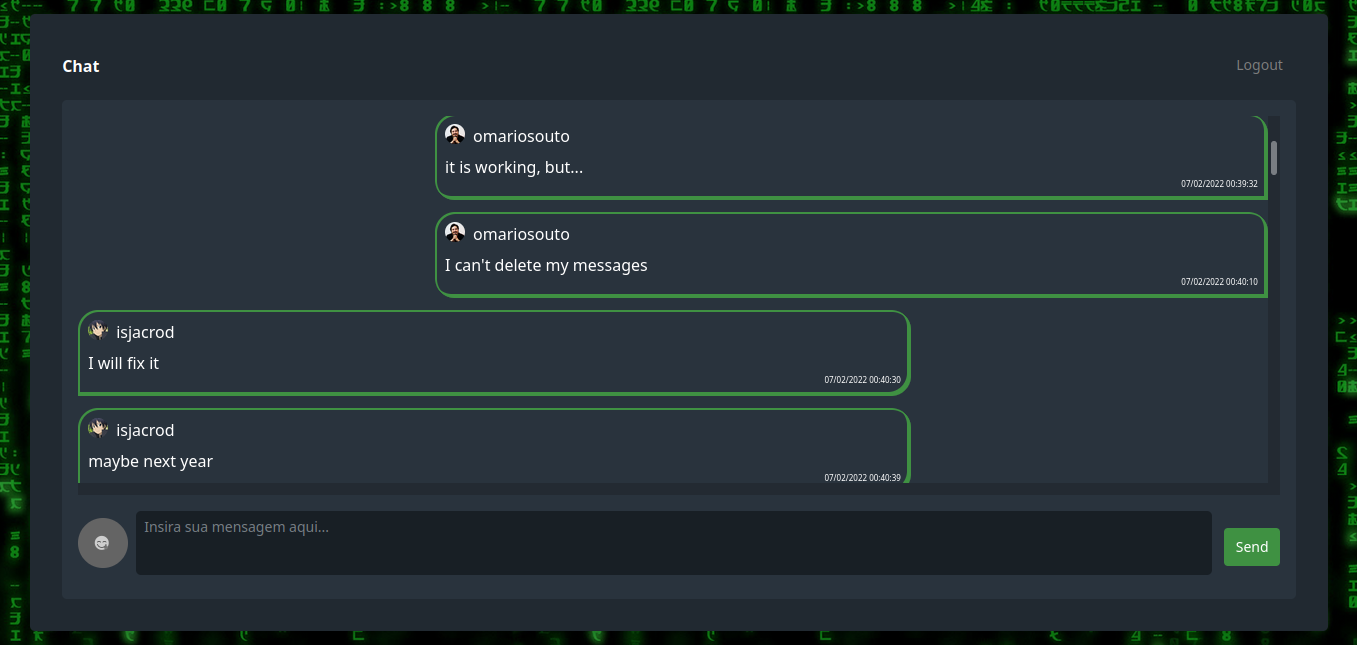 Chat
Logout
omariosouto
it is working, but...
07/02/2022 00:39:32
omariosouto
I can't delete my messages
07/02/2022 00:40:10
isjacrod
I will fix it
07/02/2022 00:40:30
isjacrod
maybe next year
07/02/2022 00:40:39
Insira sua mensagem aqui...
Send